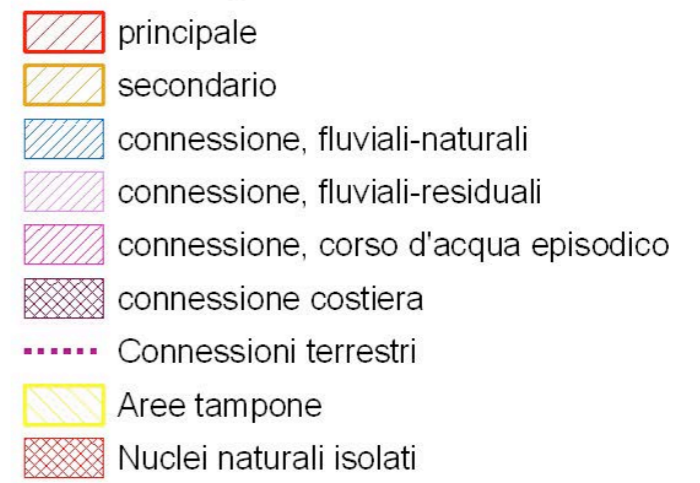 principale
secondario
connessione, fluviali-naturali
connessione, fluviali-residuali
connessione, corso d'acqua episodico
connessione costiera
Connessioni terrestri
Aree tampone
Nuclei naturali isolati